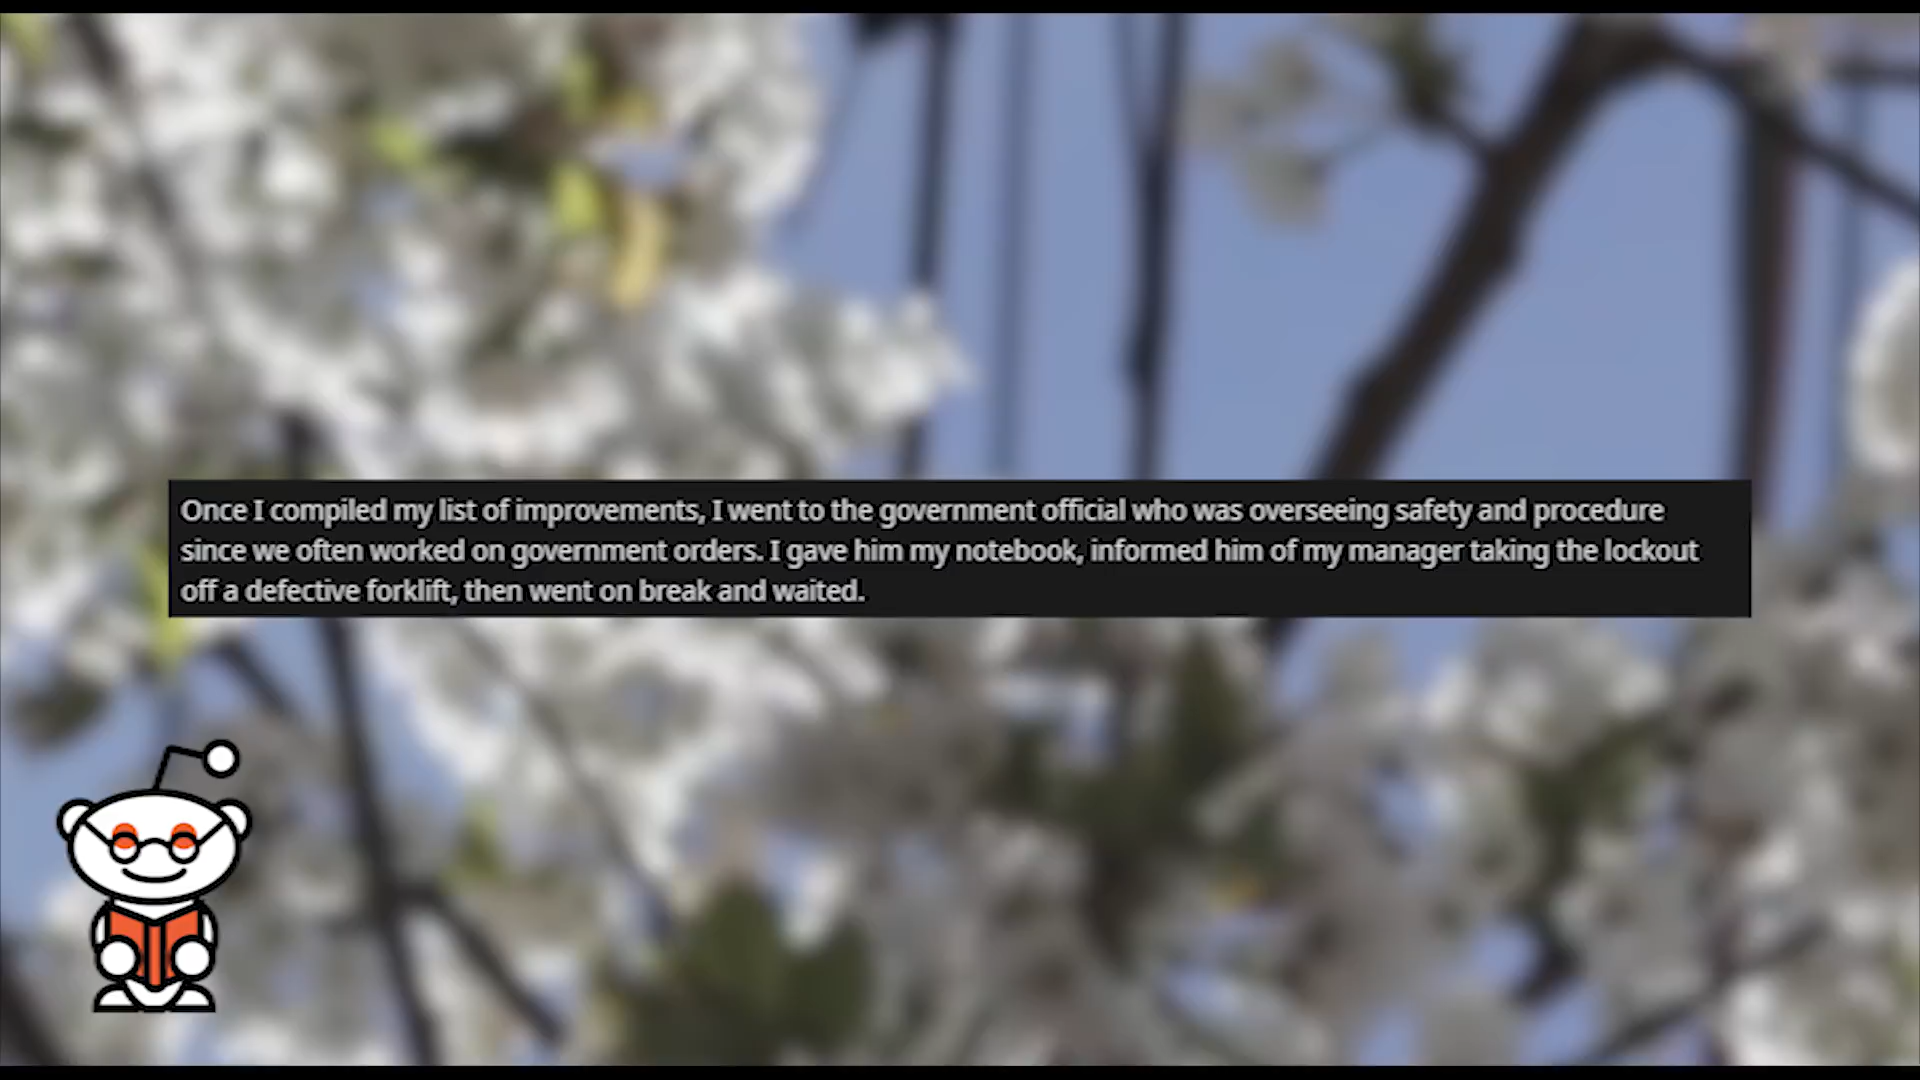 Once I compiled my list of improvements, I went to the government official who was overseeing safety and procedure
since we often worked on government orders. I gave him my notebook, informed him of my manager taking the lockout
off a defective forklift, then went on break and waited.